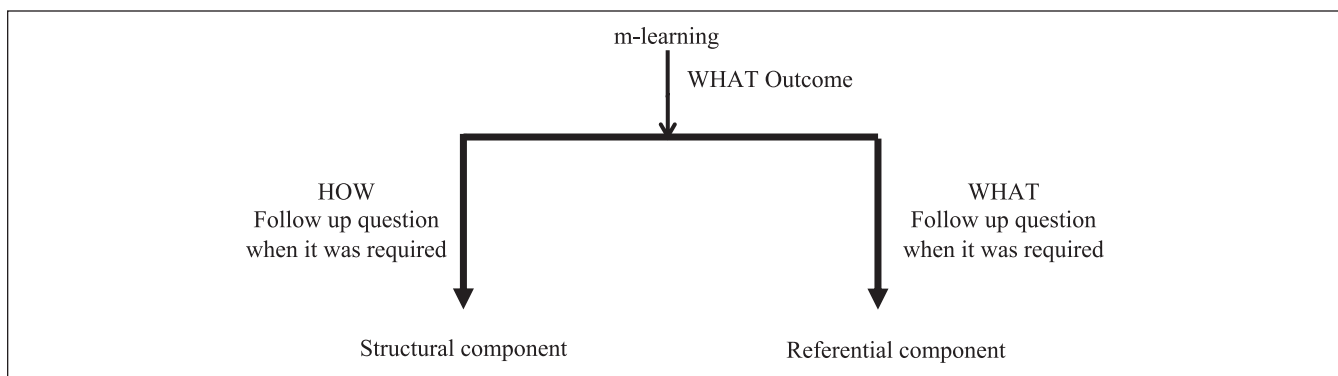 m-learning
WHAT Outcome
HOW
Follow up question
when it was required
WHAT
Follow up question
when it was required
Structural component
Referential component